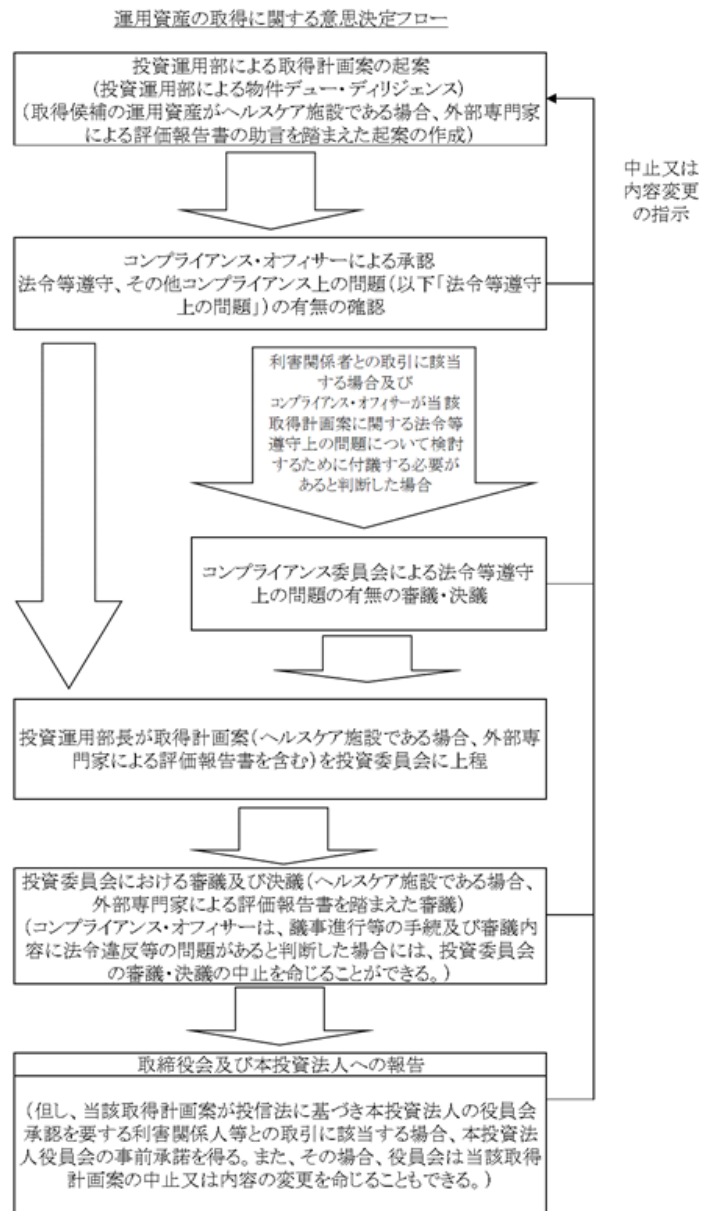 運用資産の取得に関する意思決定フロー
投資運用部による取得計画案の起案
(投資運用部による物件デュー・ディリジェンス)
(取得候補の運用資産がヘルスケア施設である場合、外部専門家
による評価報告書の助言を踏まえた起案の作成)
中止又は
内容変更
の指示
コンプライアンス・オフィサーによる承認
法令等遵守、その他コンプライアンス上の問題(以下「法令等遵守
上の問題」)の有無の確認
利害関係者との取引に該当
する場合及び
コンプライアンス・オフィサーが当該
取得計画案に関する法令等
遵守上の問題について検討
するために付議する必要が
あると判断した場合
コンプライアンス委員会による法令等遵守
上の問題の有無の審議・決議
投資運用部長が取得計画案(ヘルスケア施設である場合、外部専
門家による評価報告書を含む)を投資委員会に上程
投資委員会における審議及び決議(ヘルスケア施設である場合、
外部専門家による評価報告書を踏まえた審議)
(コンプライアンス・オフィサーは、議事進行等の手続及び審議内
容に法令違反等の問題があると判断した場合には、投資委員会
の審議・決議の中止を命じることができる。)
取締役会及び本投資法人への報告
(但し、当該取得計画案が投信法に基づき本投資法人の役員会
承認を要する利害関係人等との取引に該当する場合、本投資法
人役員会の事前承諾を得る。また、その場合、役員会は当該取得
計画案の中止又は内容の変更を命じることもできる。)